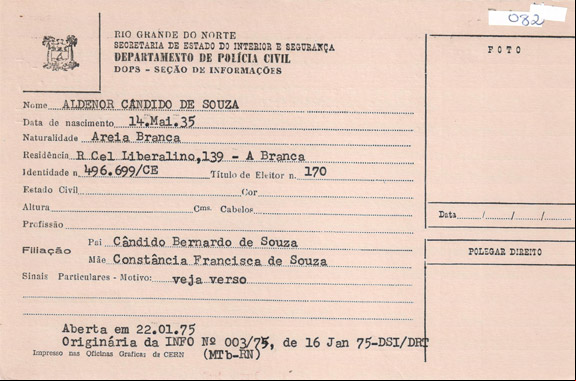 032
RIO GRANDE DO NORTE
SECRETARIA DE ESTADO DO INTERIOR E SEGURANÇA
DEPARTAMENTO DE POLÍCIA CIVIL
DOPS - SEÇÃO DE INFORMAÇÕES
FOTO
Nome ALDENOR CÂNDIDO DE SOUZA
Data de nascimento 14.Mai.35
Naturalidade Areia Branca
Residência R Cel Liberalino,139 - A Branca
Identidade n. 496.699/CE Título de Eleitor n. 170
Estado Civil Cor
Altura Cms. Cabelos
Data / / /
Profissão
Filiação
Pai Cândido Bernardo de Souza
Mãe Constância Francisca de Souza
POLEGAR DIREITO
Sinais Particulares - Motivo: veja verso
Aberta em 22.01.75
Originária da INFO Nº 003/75, de 16 Jan 75-DSI/DRT
(MTb-RN)
Impresso nas Oficinas Gráficas da CERN